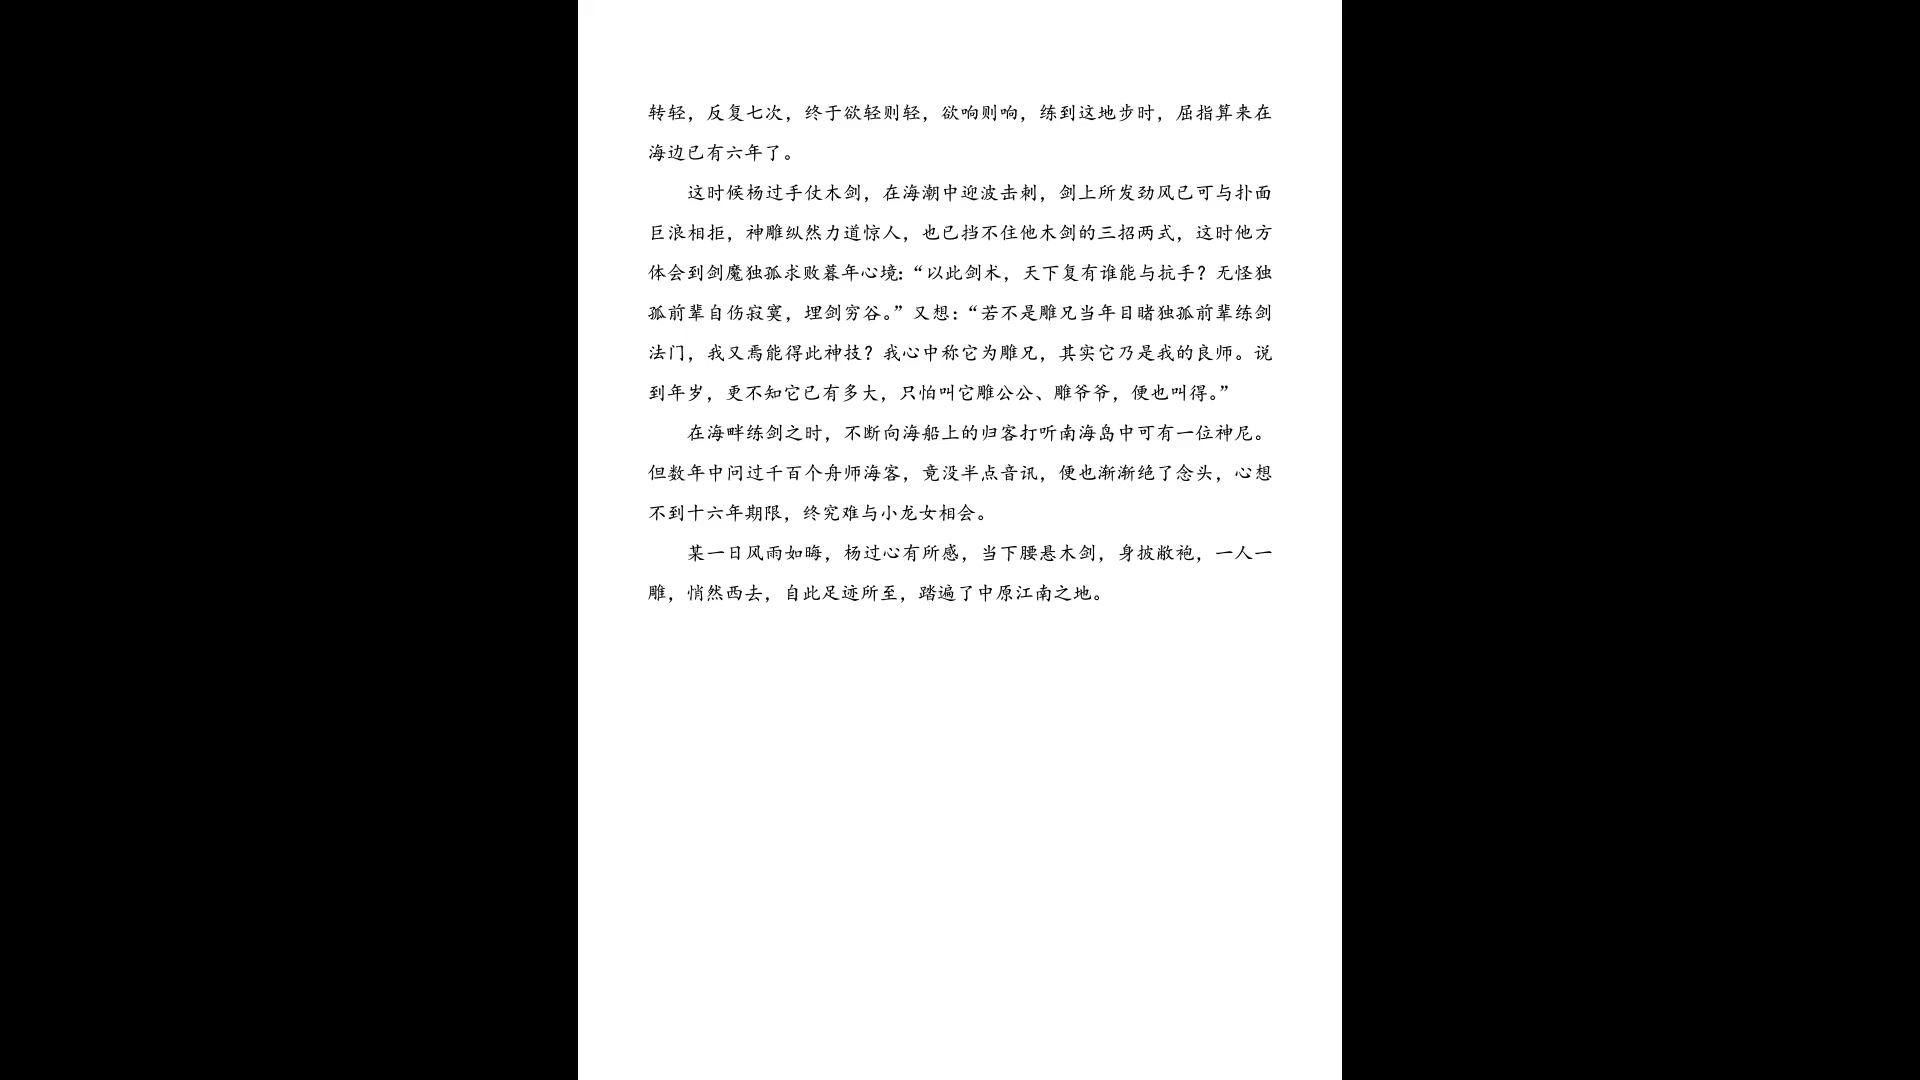 转轻，反复七次，终于欲轻则轻，欲响则响，练到这地步时，屈指算来在
海边已有六年了。
这时候杨过手仗木剑，在海潮中迎波击刺，剑上所发劲风已可与扑面
巨浪相拒，神雕纵然力道惊人，也已挡不住他木剑的三招两式，这时他方
体会到剑魔独孤求败暮年心境：“以此剑术，天下复有谁能与抗手？无怪独
孤前辈自伤寂寞，埋剑穷谷。”又想：“若不是雕兄当年目睹独孤前辈练剑
法门，我又焉能得此神技？我心中称它为雕兄，其实它乃是我的良师。说
到年岁，更不知它已有多大，只怕叫它雕公公、雕爷爷，便也叫得。”
在海畔练剑之时，不断向海船上的归客打听南海岛中可有一位神尼。
但数年中问过千百个舟师海客，竟没半点音讯，便也渐渐绝了念头，心想
不到十六年期限，终究难与小龙女相会。
某一日风雨如晦，杨过心有所感，当下腰悬木剑，身披敝袍，一人一
雕，悄然西去，自此足迹所至，踏遍了中原江南之地。